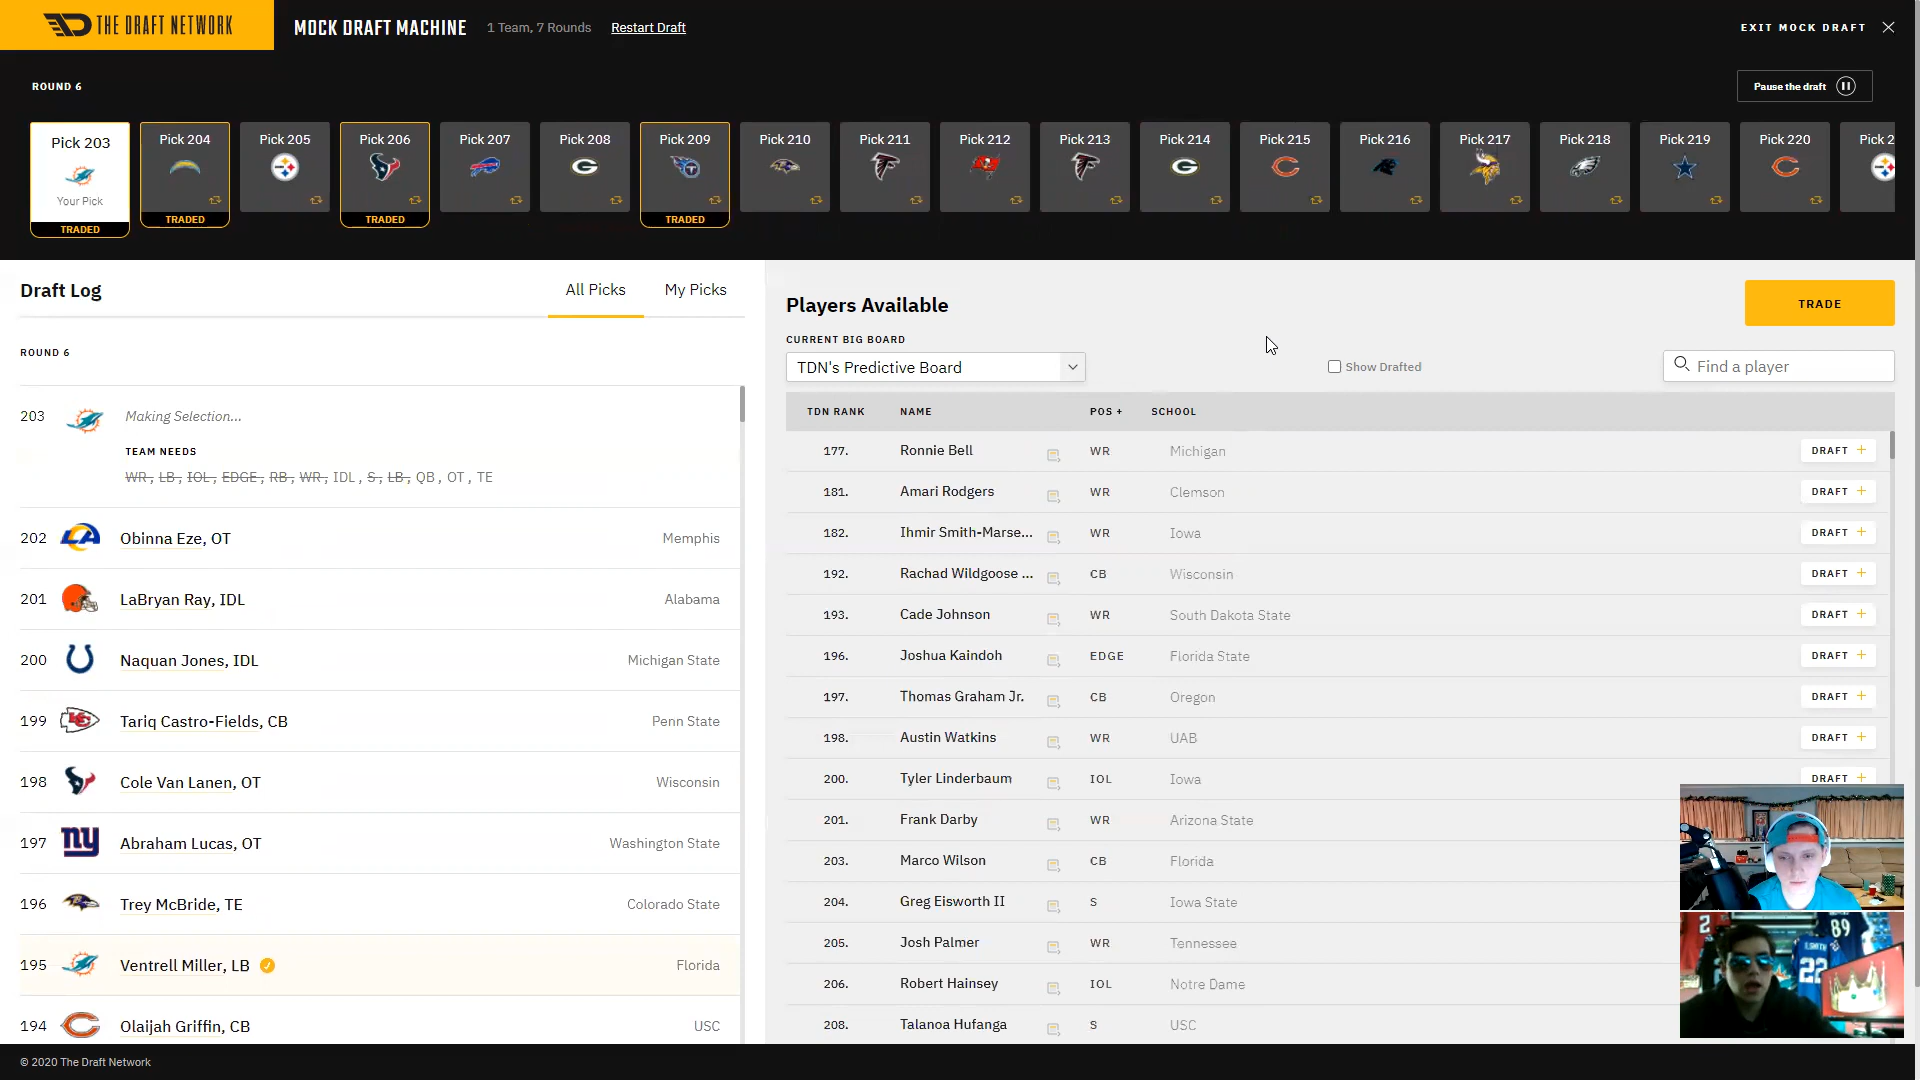 THE DRAFT NETWORK
MOCK DRAFT MACHINE
1 Team, 7 Rounds
Restart Draft
EXIT MOCK DRAFT
ROUND 6
Pause the draft
Pick 203
Your Pick
TRADED
Pick 204
TRADED
Pick 205
Pick 206
TRADED
Pick 207
Pick 208
Pick 209
TRADED
Pick 210
Pick 211
Pick 212
Pick 213
Pick 214
Pick 215
Pick 216
Pick 217
Pick 218
Pick 219
Pick 220
Pick 2
Draft Log
All Picks
My Picks
ROUND 6
203 Making Selection...
TEAM NEEDS
WR, LB, IOL, EDGE, RB, WR, IDL, S, LB, QB, OT, TE
202 Obinna Eze, OT Memphis
201 LaBryan Ray, IDL Alabama
200 Naquan Jones, IDL Michigan State
199 Tariq Castro-Fields, CB Penn State
198 Cole Van Lanen, OT Wisconsin
197 ny Abraham Lucas, OT Washington State
196 Trey McBride, TE Colorado State
195 Ventrell Miller, LB Florida
194 Olaijah Griffin, CB USC
Players Available
TRADE
CURRENT BIG BOARD
TDN's Predictive Board
Show Drafted
Find a player
TDN RANK NAME POS + SCHOOL
177. Ronnie Bell WR Michigan DRAFT +
181. Amari Rodgers WR Clemson DRAFT +
182. Ihmir Smith-Marse... WR Iowa DRAFT +
192. Rachad Wildgoose ... CB Wisconsin DRAFT +
193. Cade Johnson WR South Dakota State DRAFT +
196. Joshua Kaindoh EDGE Florida State DRAFT +
197. Thomas Graham Jr. CB Oregon DRAFT +
198. Austin Watkins WR UAB DRAFT +
200. Tyler Linderbaum IOL Iowa DRAFT +
201. Frank Darby WR Arizona State
203. Marco Wilson CB Florida
204. Greg Eisworth II S Iowa State
205. Josh Palmer WR Tennessee
206. Robert Hainsey IOL Notre Dame
208. Talanoa Hufanga S USC
2
89
22
© 2020 The Draft Network